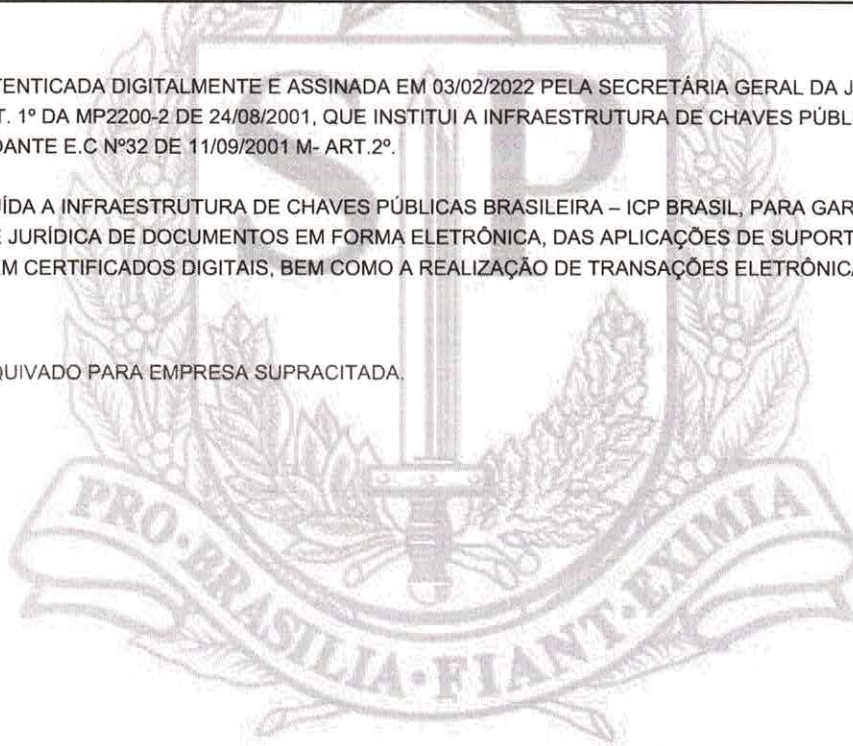 TENTICADA DIGITALMENTE E ASSINADA EM 03/02/2022 PELA SECRETÁRIA GERAL DA J
T. 1º DA MP2200-2 DE 24/08/2001, QUE INSTITUI A INFRAESTRUTURA DE CHAVES PÚBL
DANTE E.C Nº32 DE 11/09/2001 M- ART.2º.
ÍDA A INFRAESTRUTURA DE CHAVES PÚBLICAS BRASILEIRA – ICP BRASIL, PARA GAR
E JURÍDICA DE DOCUMENTOS EM FORMA ELETRÔNICA, DAS APLICAÇÕES DE SUPORT
EM CERTIFICADOS DIGITAIS, BEM COMO A REALIZAÇÃO DE TRANSAÇÕES ELETRÔNICA
QUIVADO PARA EMPRESA SUPRACITADA.
SP
PRO·BRASILIA·FIANT·EXIMIA